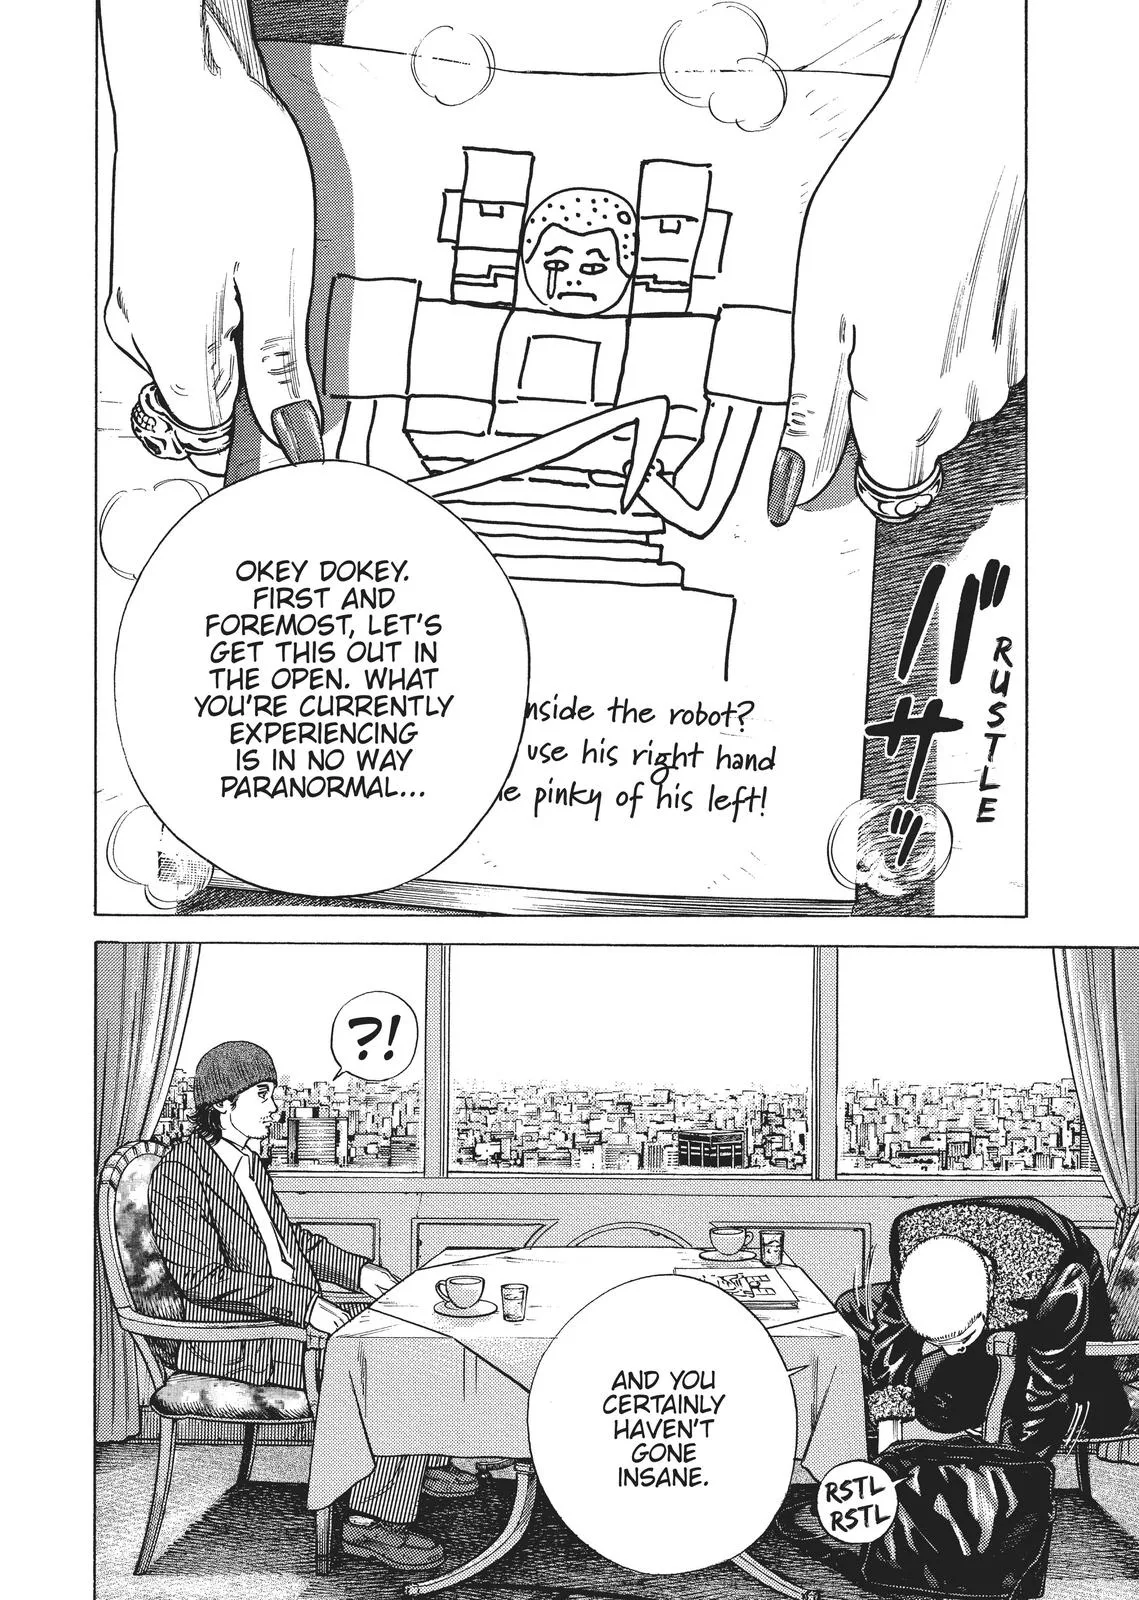 OKEY DOKEY.
FIRST AND
FOREMOST, LET'S
GET THIS OUT IN
THE OPEN. WHAT
YOU'RE CURRENTLY
EXPERIENCING
IS IN NO WAY
PARANORMAL...
nside the robot?
use his right hand
e pinky of his left!
バサッ
RUSTLE
?!
AND YOU
CERTAINLY
HAVEN'T
GONE
INSANE.
RSTL
RSTL